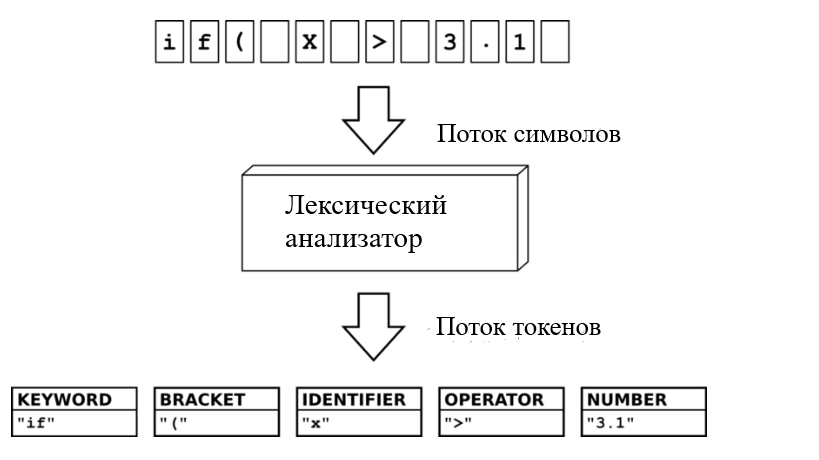 i f ( X > 3 . 1
Поток символов
Лексический
анализатор
Поток токенов
KEYWORD BRACKET IDENTIFIER OPERATOR NUMBER
"if" "(" "x" ">" "3.1"